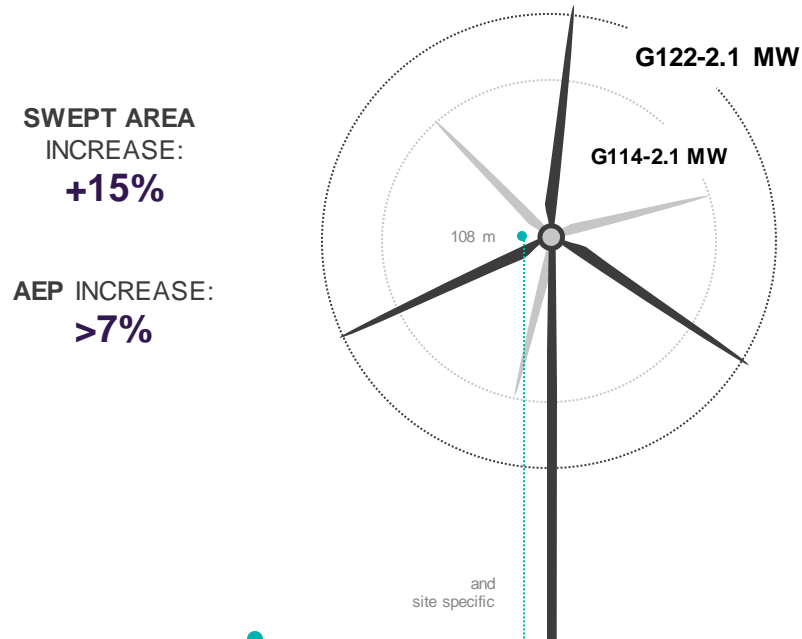 SWEPT AREA
INCREASE:
+15%
AEP INCREASE:
>7%
G122-2.1 MW
G114-2.1 MW
108 m
and
site specific